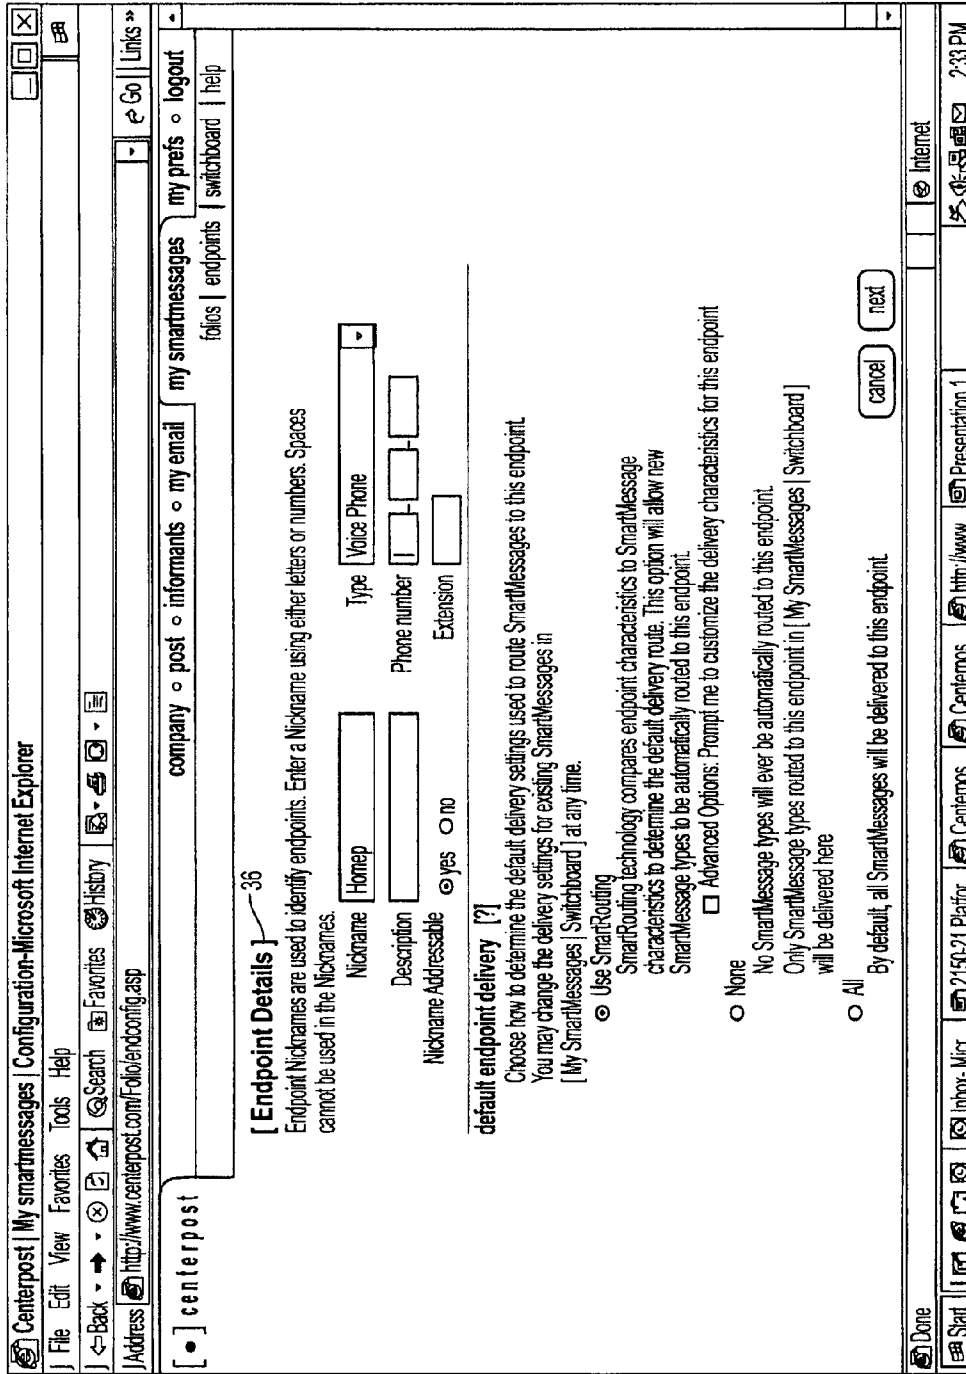 Centerpost | My smartmessages | Configuration-Microsoft Internet Explorer
File Edit View Favorites Tools Help
Back Search Favorites History
Address http://www.centerpost.com/Folio/endconfig.asp Go Links »
[ • ] centerpost
company o post o informants o my email my smartmessages my prefs o logout
folios | endpoints | switchboard | help
[ Endpoint Details ] 36
Endpoint Nicknames are used to identify endpoints. Enter a Nickname using either letters or numbers. Spaces
cannot be used in the Nicknames.
Nickname Homep Type Voice Phone
Description Phone number - -
Nickname Addressable yes no Extension
default endpoint delivery [?]
Choose how to determine the default delivery settings used to route SmartMessages to this endpoint.
You may change the delivery settings for existing SmartMessages in
[ My SmartMessages | Switchboard ] at any time.
Use SmartRouting
SmartRouting technology compares endpoint characteristics to SmartMessage
characteristics to determine the default delivery route. This option will allow new
SmartMessage types to be automatically routed to this endpoint.
Advanced Options: Prompt me to customize the delivery characteristics for this endpoint
None
No SmartMessage types will ever be automatically routed to this endpoint.
Only SmartMessage types routed to this endpoint in [ My SmartMessages | Switchboard ]
will be delivered here
All
By default, all SmartMessages will be delivered to this endpoint.
cancel next
Done Internet
Start Inbox- Micr... 2150-21 Platfor... Centerpos... Centerpos... http://www... Presentation 1 2:33 PM